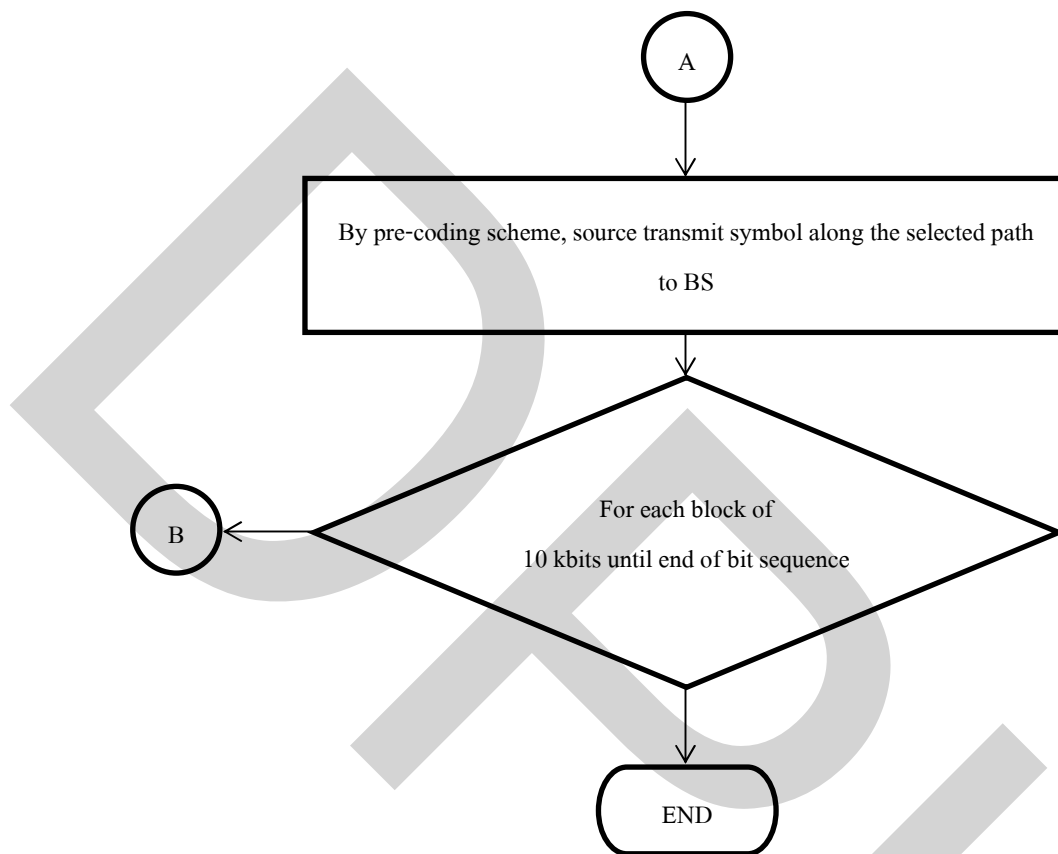 A
By pre-coding scheme, source transmit symbol along the selected path
to BS
For each block of
10 kbits until end of bit sequence
B
END